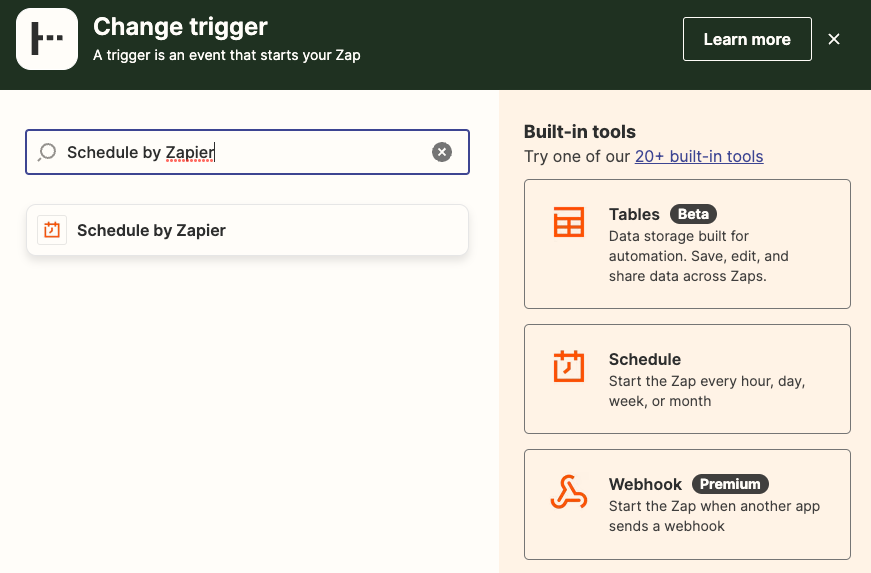 Change trigger
A trigger is an event that starts your Zap
Learn more
Schedule by Zapier
Schedule by Zapier
Built-in tools
Try one of our 20+ built-in tools
Tables Beta
Data storage built for
automation. Save, edit, and
share data across Zaps.
Schedule
Start the Zap every hour, day,
week, or month
Webhook Premium
Start the Zap when another app
sends a webhook